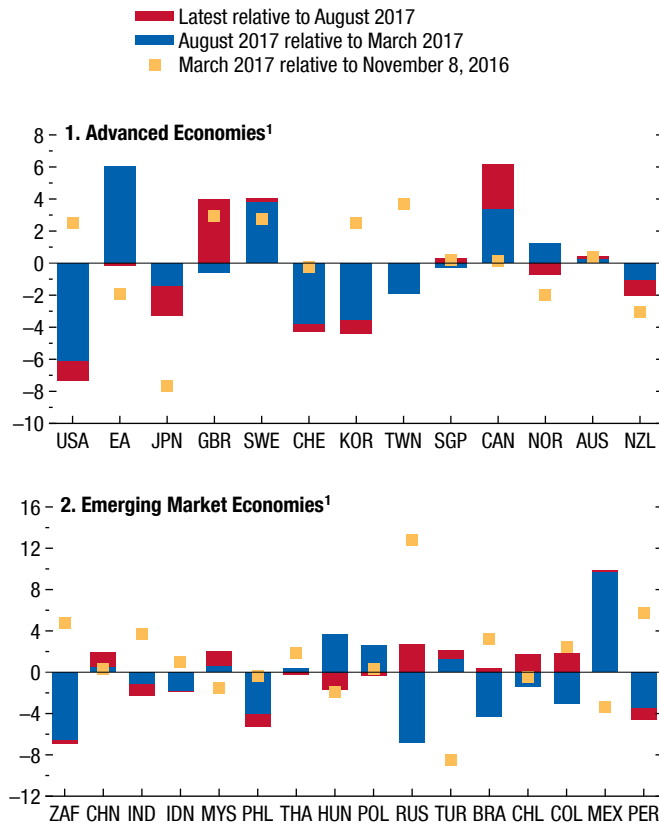 Latest relative to August 2017
August 2017 relative to March 2017
March 2017 relative to November 8, 2016
1. Advanced Economies¹
8
6
4
2
0
−2
−4
−6
−8
−10
USA EA JPN GBR SWE CHE KOR TWN SGP CAN NOR AUS NZL
2. Emerging Market Economies¹
16
12
8
4
0
−4
−8
−12
ZAF CHN IND IDN MYS PHL THA HUN POL RUS TUR BRA CHL COL MEX PER